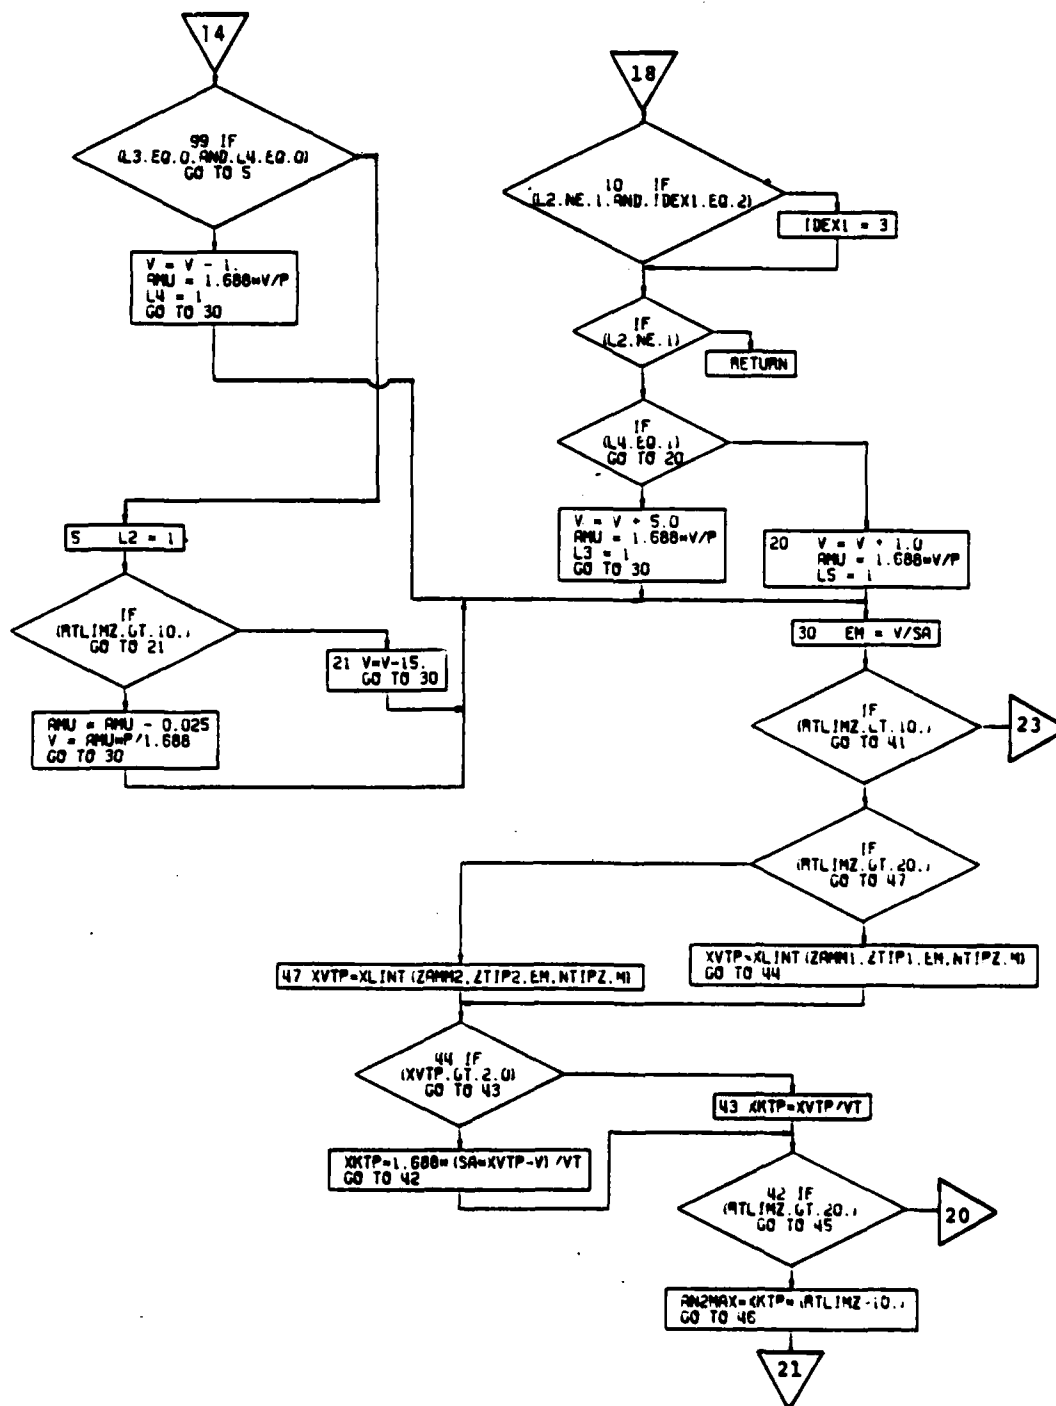 14
99 IF
(L3.EQ.0.AND.L4.EQ.0)
GO TO 5
V = V - 1.
AMU = 1.688*V/P
L4 = 1
GO TO 30
5 L2 = 1
IF
(RTLIMZ.GT.10.)
GO TO 21
21 V=V-15.
GO TO 30
AMU = AMU - 0.025
V = AMU*P/1.688
GO TO 30
18
10 IF
(L2.NE.1.AND.IDEX1.EQ.2)
IDEX1 = 3
IF
(L2.NE.1)
RETURN
IF
(L4.EQ.1)
GO TO 20
V = V + 5.0
AMU = 1.688*V/P
L3 = 1
GO TO 30
20 V = V + 1.0
AMU = 1.688*V/P
L5 = 1
30 EM = V/SA
IF
(RTLIMZ.LT.10.)
GO TO 41
23
IF
(RTLIMZ.GT.20.)
GO TO 47
XVTP=XLINT(ZAMM1,ZTIP1,EM,NTIPZ,M)
GO TO 44
47 XVTP=XLINT(ZAMM2,ZTIP2,EM,NTIPZ,M)
44 IF
(XVTP.GT.2.0)
GO TO 43
43 XKTP=XVTP/VT
XKTP=1.688*(SA*XVTP-V)/VT
GO TO 42
42 IF
(RTLIMZ.GT.20.)
GO TO 45
20
AN2MAX=XKTP*(RTLIMZ-10.)
GO TO 46
21